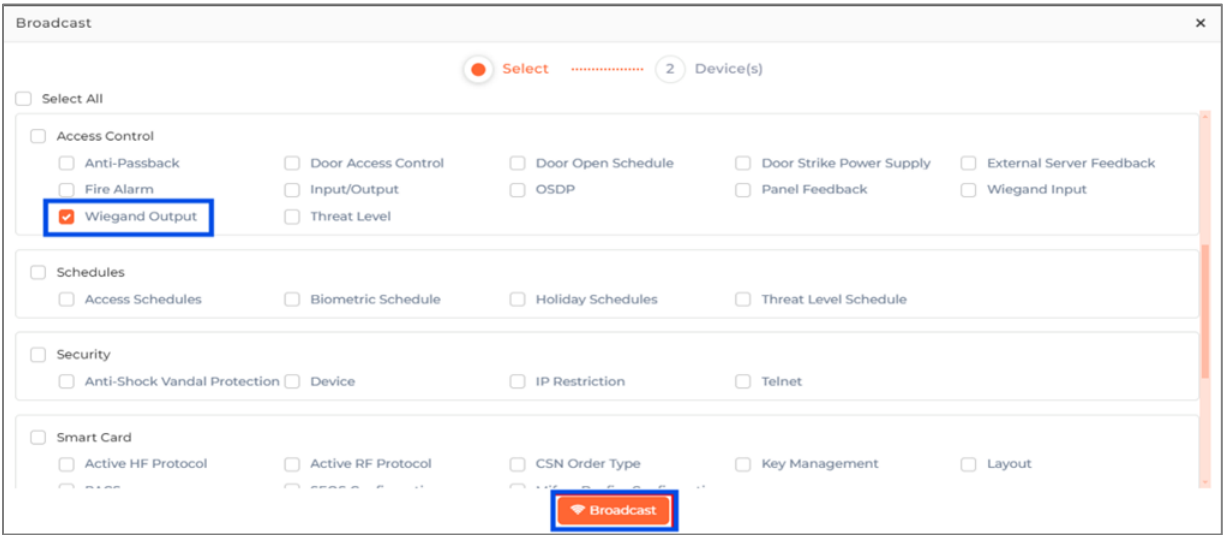 Broadcast ×
Select 2 Device(s)
Select All
Access Control
Anti-Passback Door Access Control Door Open Schedule Door Strike Power Supply External Server Feedback
Fire Alarm Input/Output OSDP Panel Feedback Wiegand Input
Wiegand Output Threat Level
Schedules
Access Schedules Biometric Schedule Holiday Schedules Threat Level Schedule
Security
Anti-Shock Vandal Protection Device IP Restriction Telnet
Smart Card
Active HF Protocol Active RF Protocol CSN Order Type Key Management Layout
Broadcast